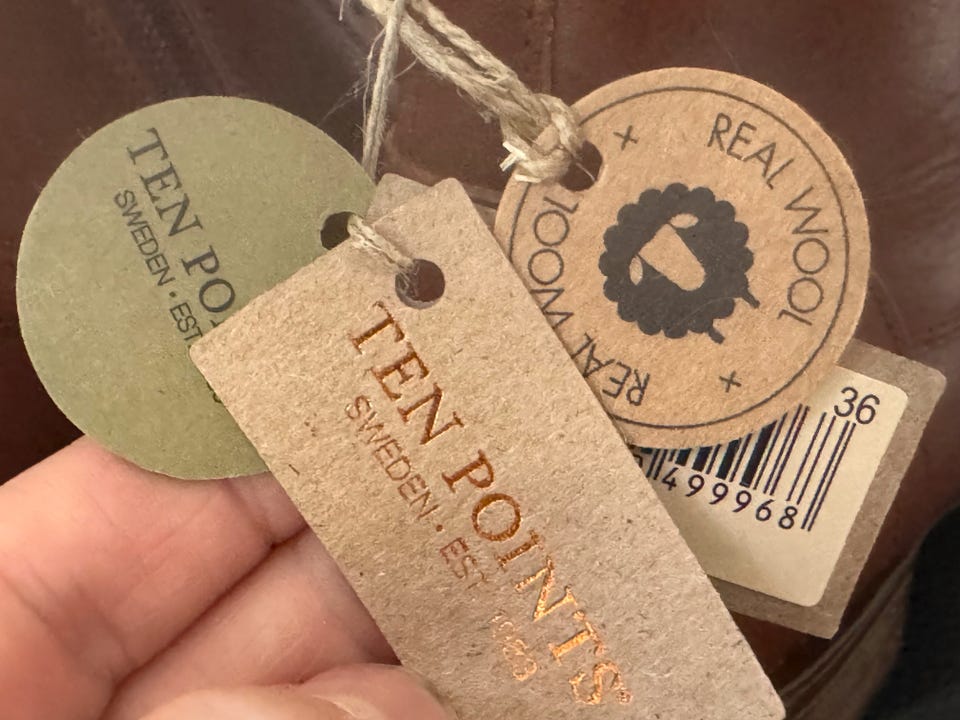 TEN PO
SWEDEN · EST
TEN POINTS
SWEDEN · EST 1983
REAL WOOL
REAL WOOL
36
499968